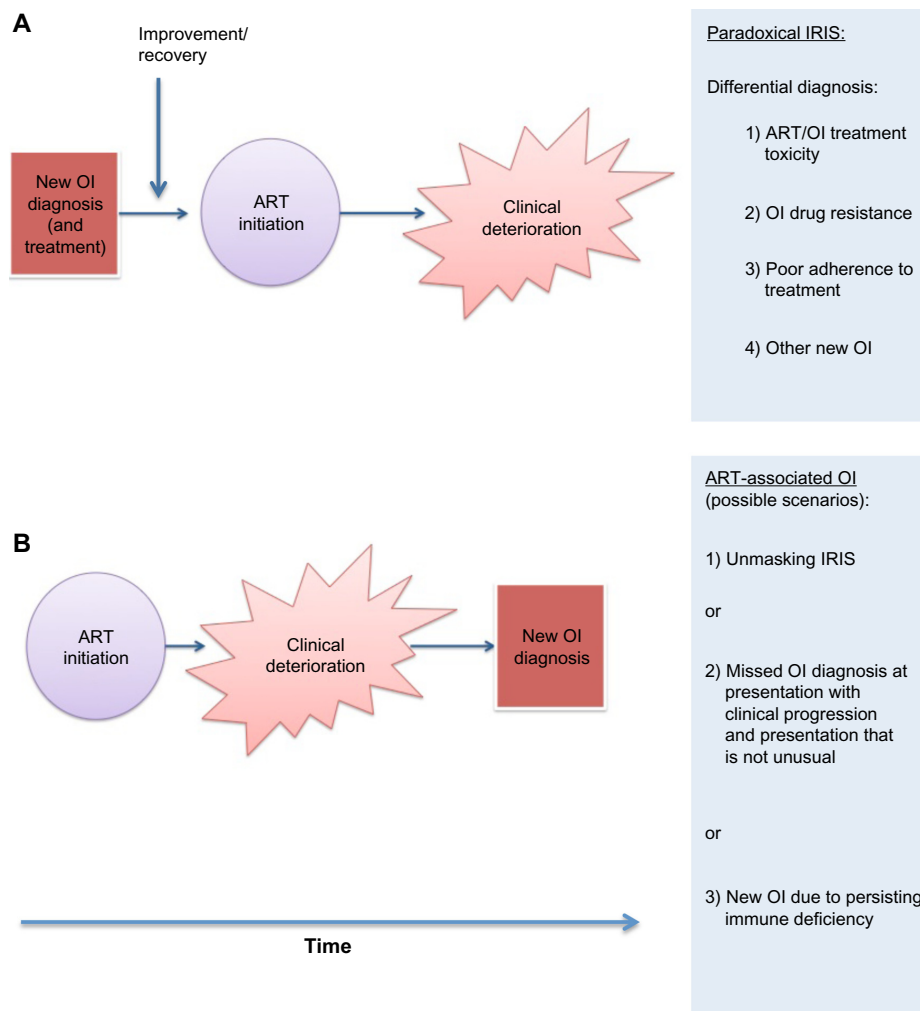 A
Improvement/
recovery
New OI
diagnosis
(and
treatment)
ART
initiation
Clinical
deterioration
Paradoxical IRIS:
Differential diagnosis:
1) ART/OI treatment
toxicity
2) OI drug resistance
3) Poor adherence to
treatment
4) Other new OI
B
ART
initiation
Clinical
deterioration
New OI
diagnosis
ART-associated OI
(possible scenarios):
1) Unmasking IRIS
or
2) Missed OI diagnosis at
presentation with
clinical progression
and presentation that
is not unusual
or
3) New OI due to persisting
immune deficiency
Time